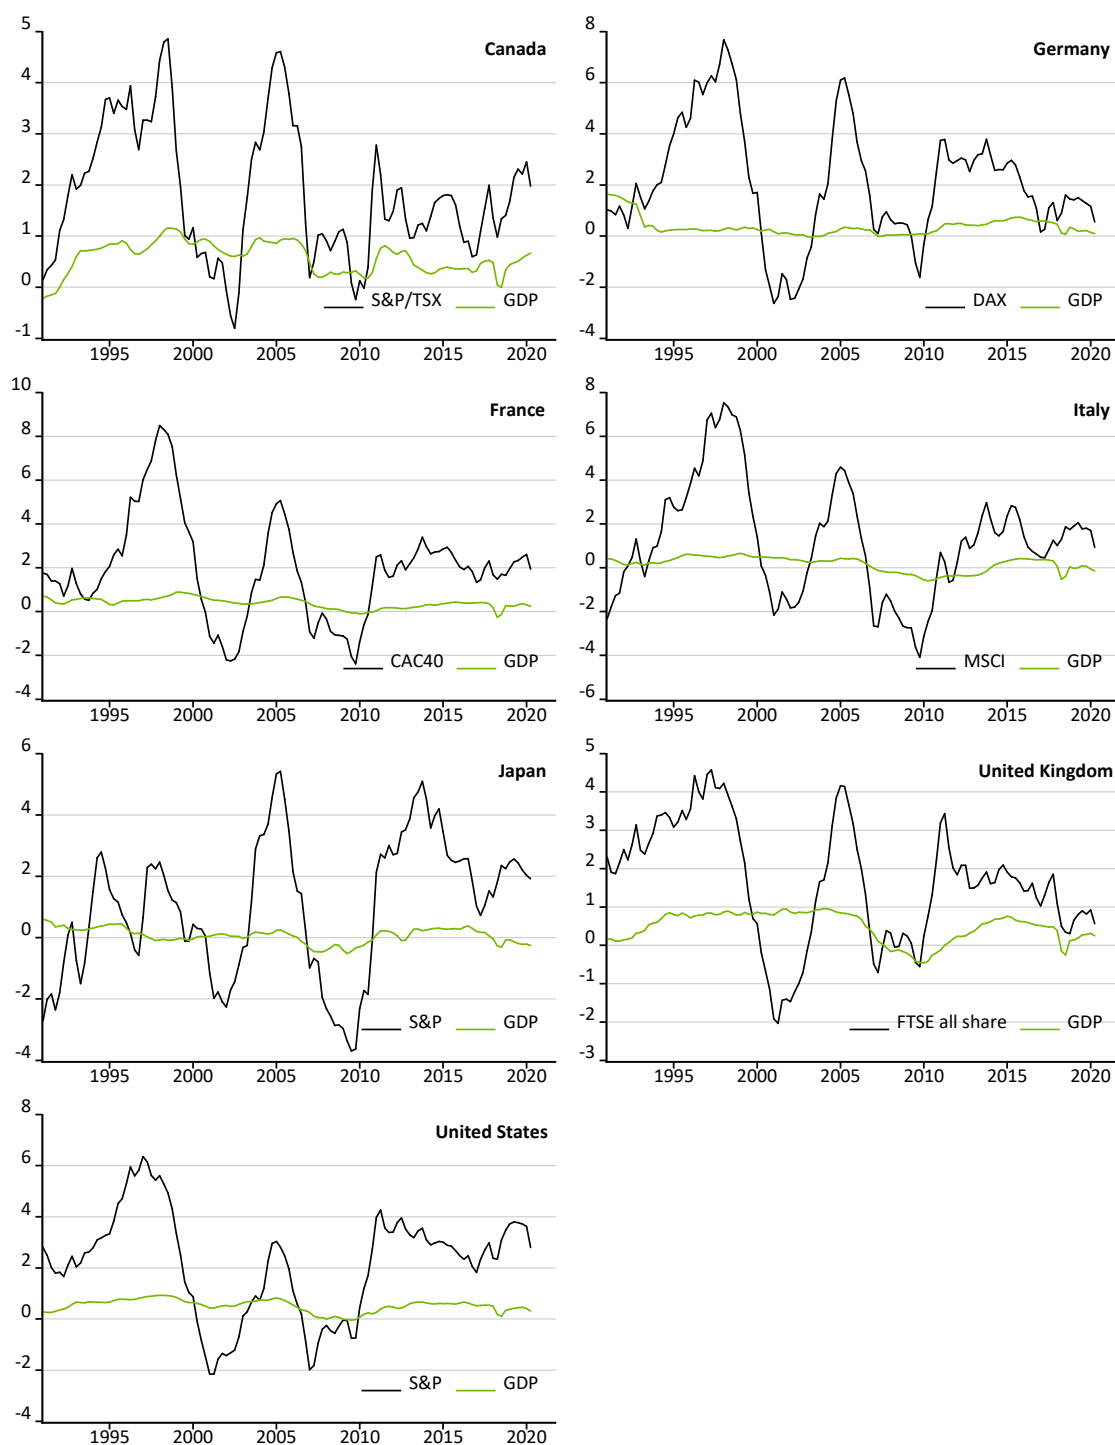 Canada
5
4
3
2
1
0
-1
S&P/TSX GDP
1995 2000 2005 2010 2015 2020
Germany
8
6
4
2
0
-2
-4
DAX GDP
1995 2000 2005 2010 2015 2020
France
10
8
6
4
2
0
-2
-4
CAC40 GDP
1995 2000 2005 2010 2015 2020
Italy
8
6
4
2
0
-2
-4
-6
MSCI GDP
1995 2000 2005 2010 2015 2020
Japan
6
4
2
0
-2
-4
S&P GDP
1995 2000 2005 2010 2015 2020
United Kingdom
5
4
3
2
1
0
-1
-2
-3
FTSE all share GDP
1995 2000 2005 2010 2015 2020
United States
8
6
4
2
0
-2
-4
S&P GDP
1995 2000 2005 2010 2015 2020